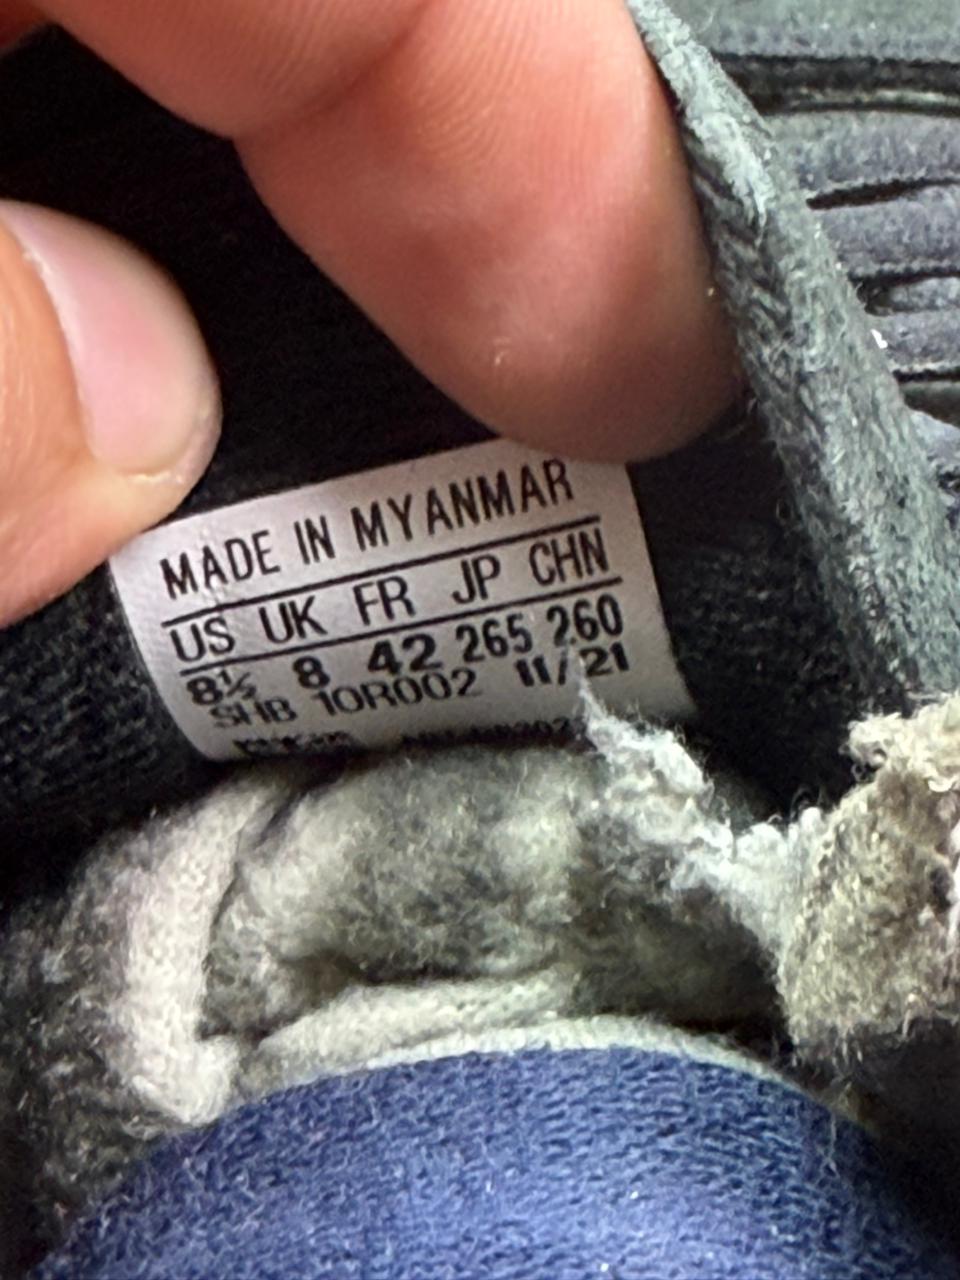 MADE IN MYANMAR
US UK FR JP CHN
8½ 8 42 265 260
SHB 10R002 11/21